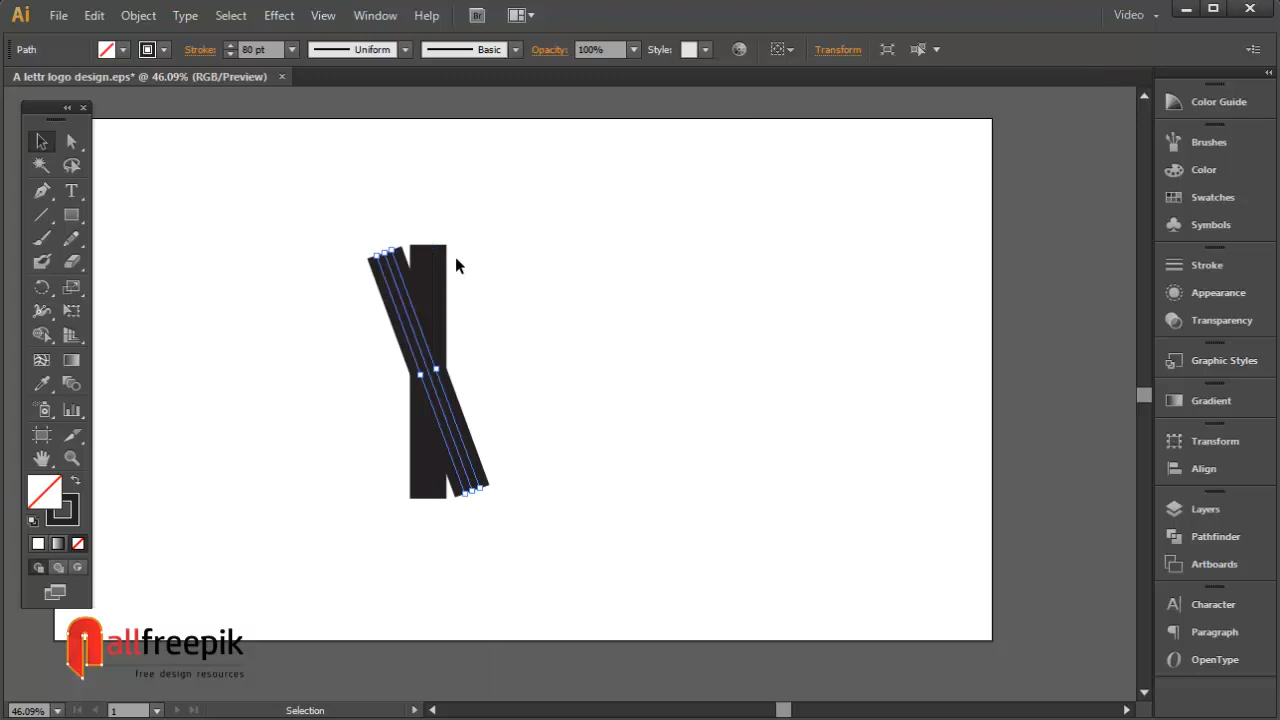 Ai File Edit Object Type Select Effect View Window Help Br Video
Path Stroke: 80 pt Uniform Basic Opacity: 100% Style: Transform
A lettr logo design.eps* @ 46.09% (RGB/Preview)
T
Color Guide
Brushes
Color
Swatches
Symbols
Stroke
Appearance
Transparency
Graphic Styles
Gradient
Transform
Align
Layers
Pathfinder
Artboards
Character
Paragraph
OpenType
allfreepik
free design resources
46.09% 1 Selection